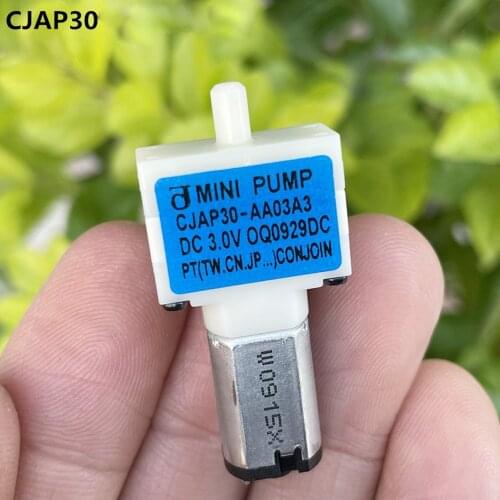 CJAP30
MINI PUMP
CJAP30-AA03A3
DC 3.0V OQ0929DC
PT(TW.CN.JP...)CONJOIN
W0915X